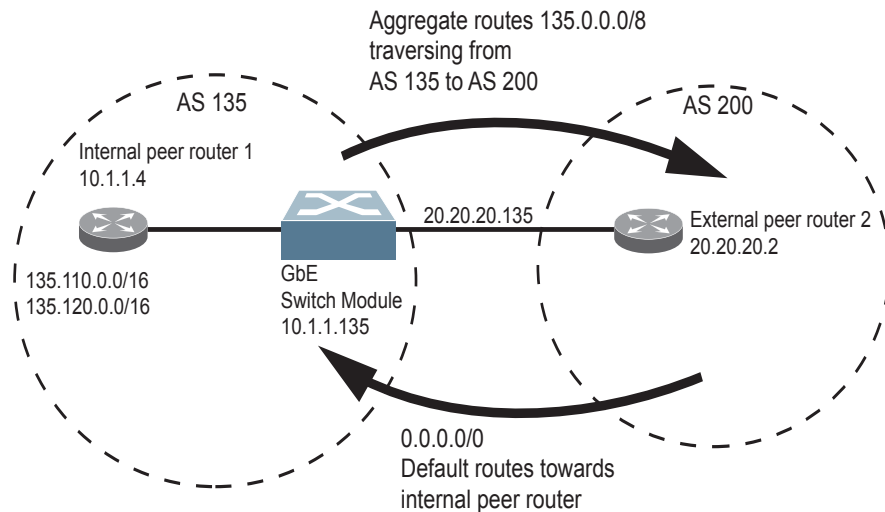 Aggregate routes 135.0.0.0/8
traversing from
AS 135 to AS 200
AS 135
AS 200
Internal peer router 1
10.1.1.4
20.20.20.135
External peer router 2
20.20.20.2
135.110.0.0/16
135.120.0.0/16
GbE
Switch Module
10.1.1.135
0.0.0.0/0
Default routes towards
internal peer router